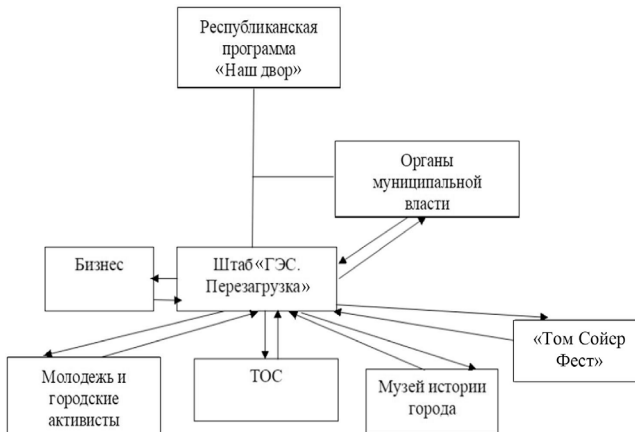 Республиканская
программа
«Наш двор»
Органы
муниципальной
власти
Бизнес
Штаб «ГЭС.
Перезагрузка»
«Том Сойер
Фест»
Молодежь и
городские
активисты
ТОС
Музей истории
города